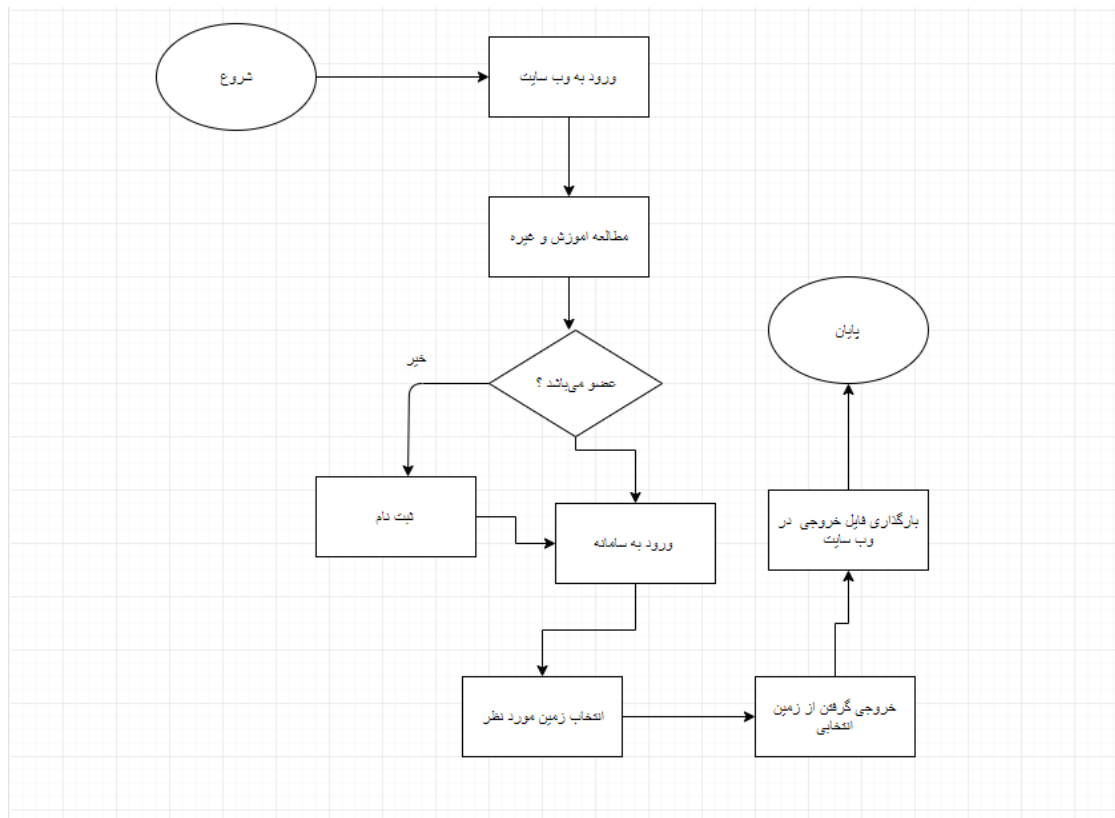 شروع
ورود به وب سایت
مطالعه اموزش و غیره
عضو می‌باشد ؟
خیر
ثبت نام
ورود به سامانه
انتخاب زمین مورد نظر
خروجی گرفتن از زمین
انتخابی
بارگذاری فایل خروجی در
وب سایت
پایان